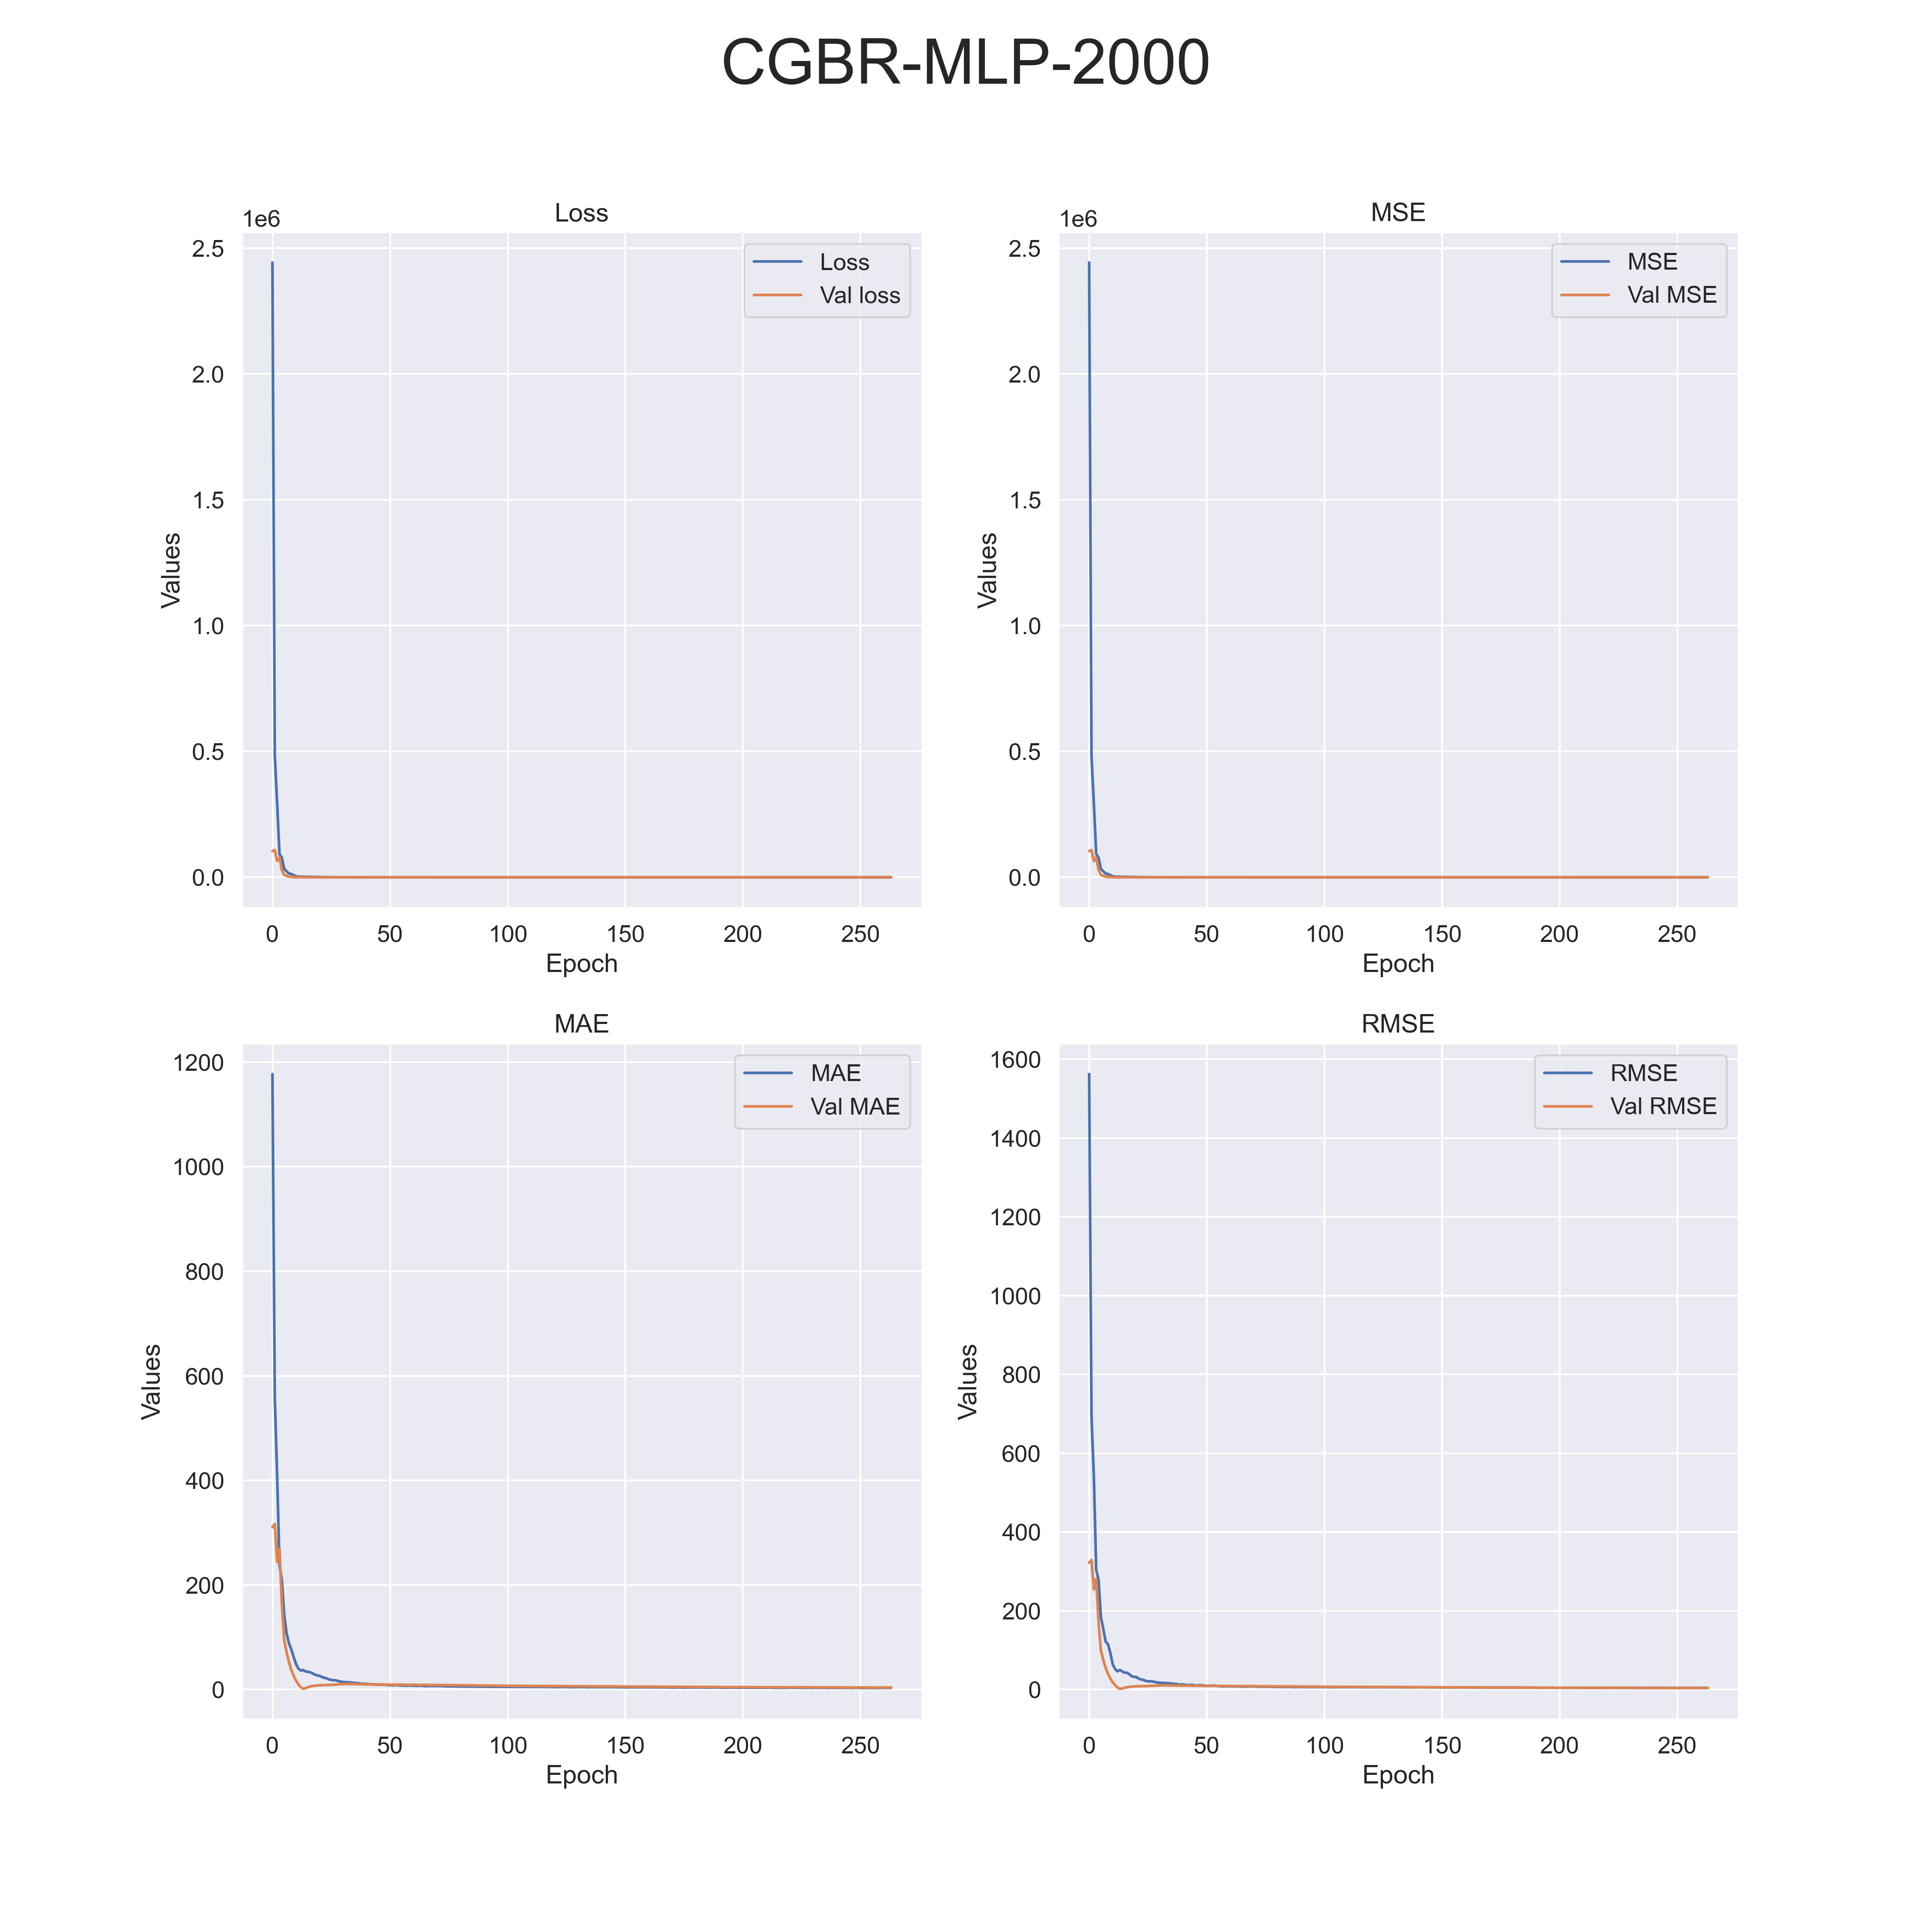 CGBR-MLP-2000
Loss
1e6
2.5
2.0
1.5
1.0
0.5
0.0
Values
Loss
Val loss
0 50 100 150 200 250
Epoch
MSE
1e6
2.5
2.0
1.5
1.0
0.5
0.0
Values
MSE
Val MSE
0 50 100 150 200 250
Epoch
MAE
1200
1000
800
600
400
200
0
Values
MAE
Val MAE
0 50 100 150 200 250
Epoch
RMSE
1600
1400
1200
1000
800
600
400
200
0
Values
RMSE
Val RMSE
0 50 100 150 200 250
Epoch